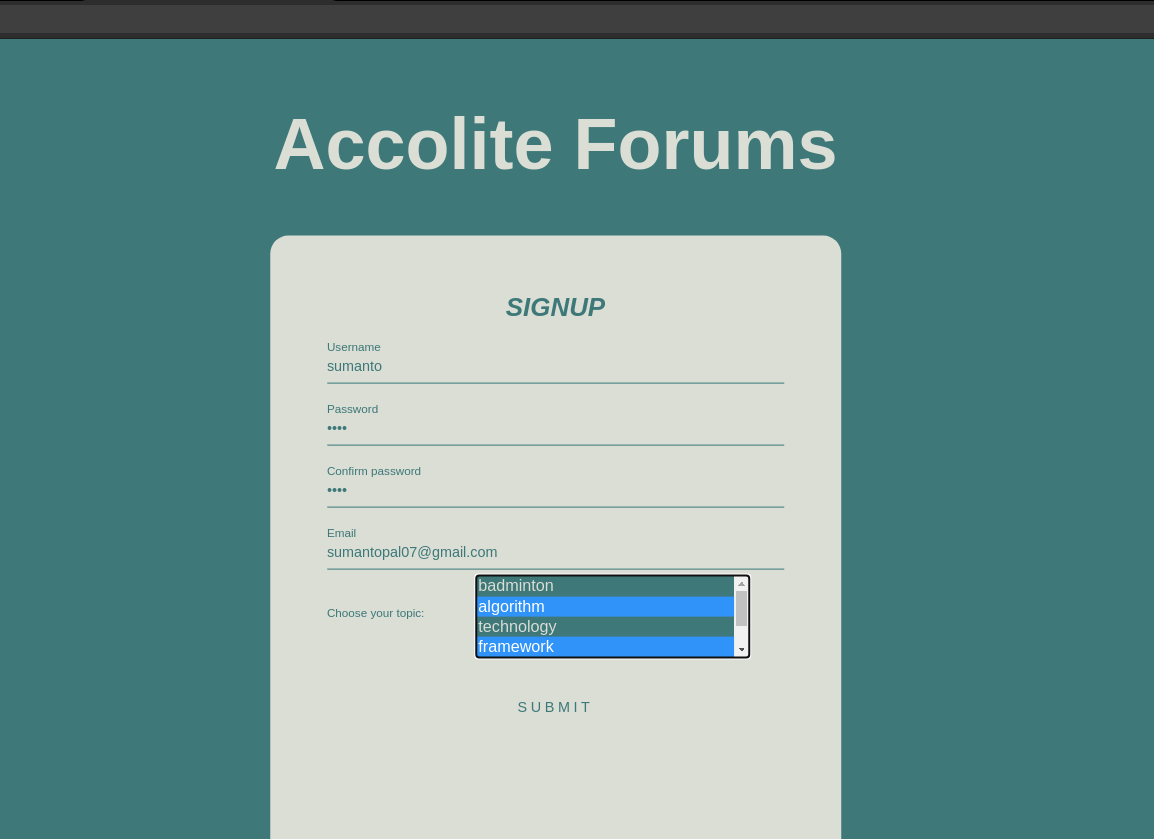 Accolite Forums
SIGNUP
Username
sumanto
Password
••••
Confirm password
••••
Email
sumantopal07@gmail.com
Choose your topic:
badminton
algorithm
technology
framework
SUBMIT